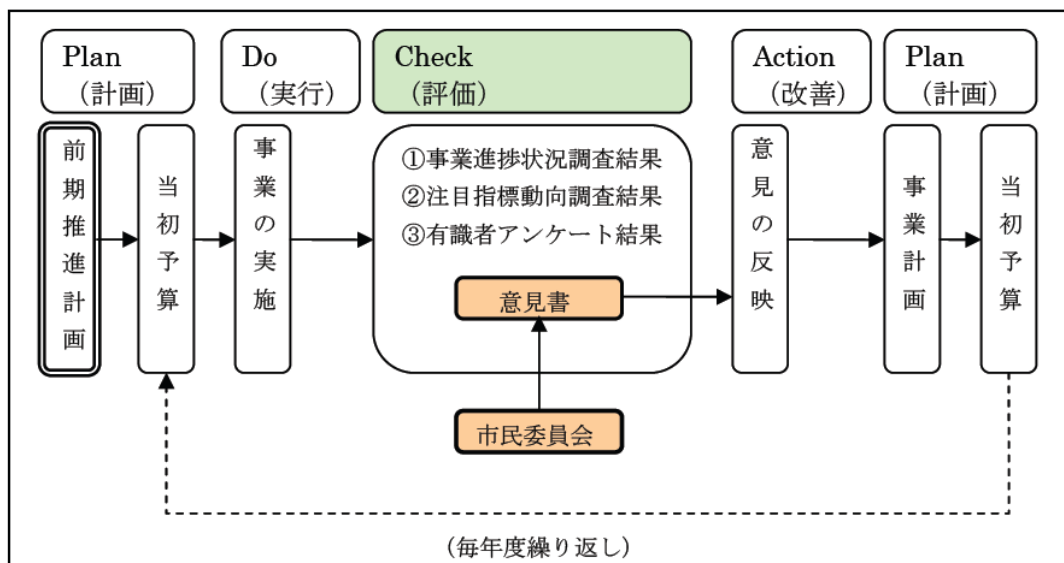 Plan
（計画）
Do
（実行）
Check
（評価）
Action
（改善）
Plan
（計画）
前期推進計画
当初予算
事業の実施
①事業進捗状況調査結果
②注目指標動向調査結果
③有識者アンケート結果
意見書
市民委員会
意見の反映
事業計画
当初予算
（毎年度繰り返し）